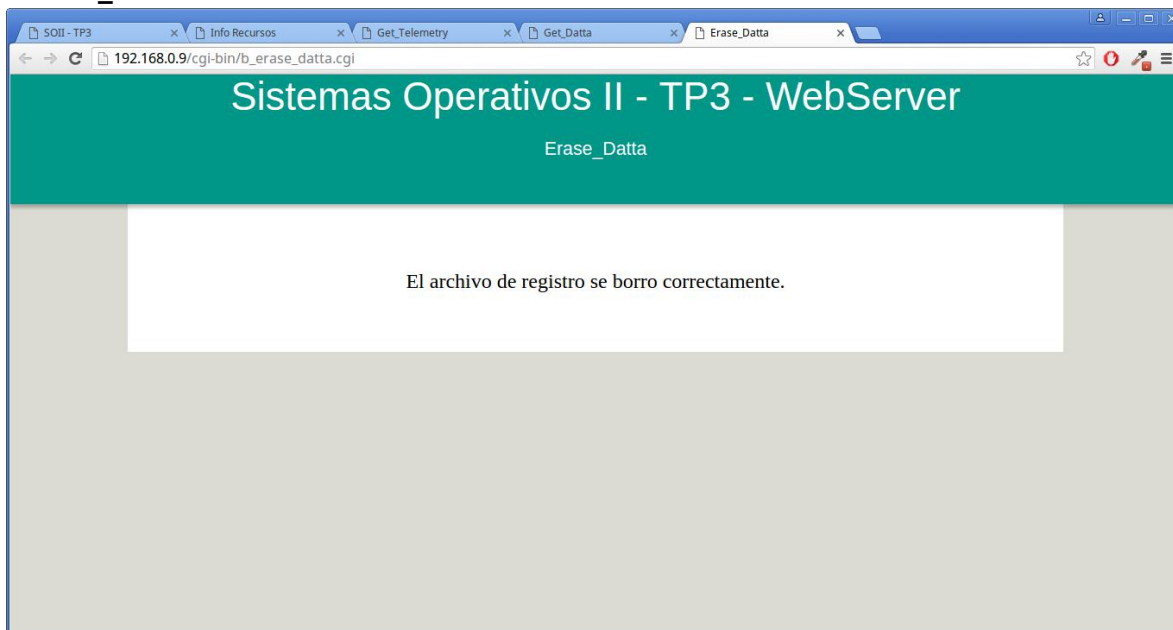 SOII - TP3
Info Recursos
Get_Telemetry
Get_Datta
Erase_Datta
192.168.0.9/cgi-bin/b_erase_datta.cgi
Sistemas Operativos II - TP3 - WebServer
Erase_Datta
El archivo de registro se borro correctamente.